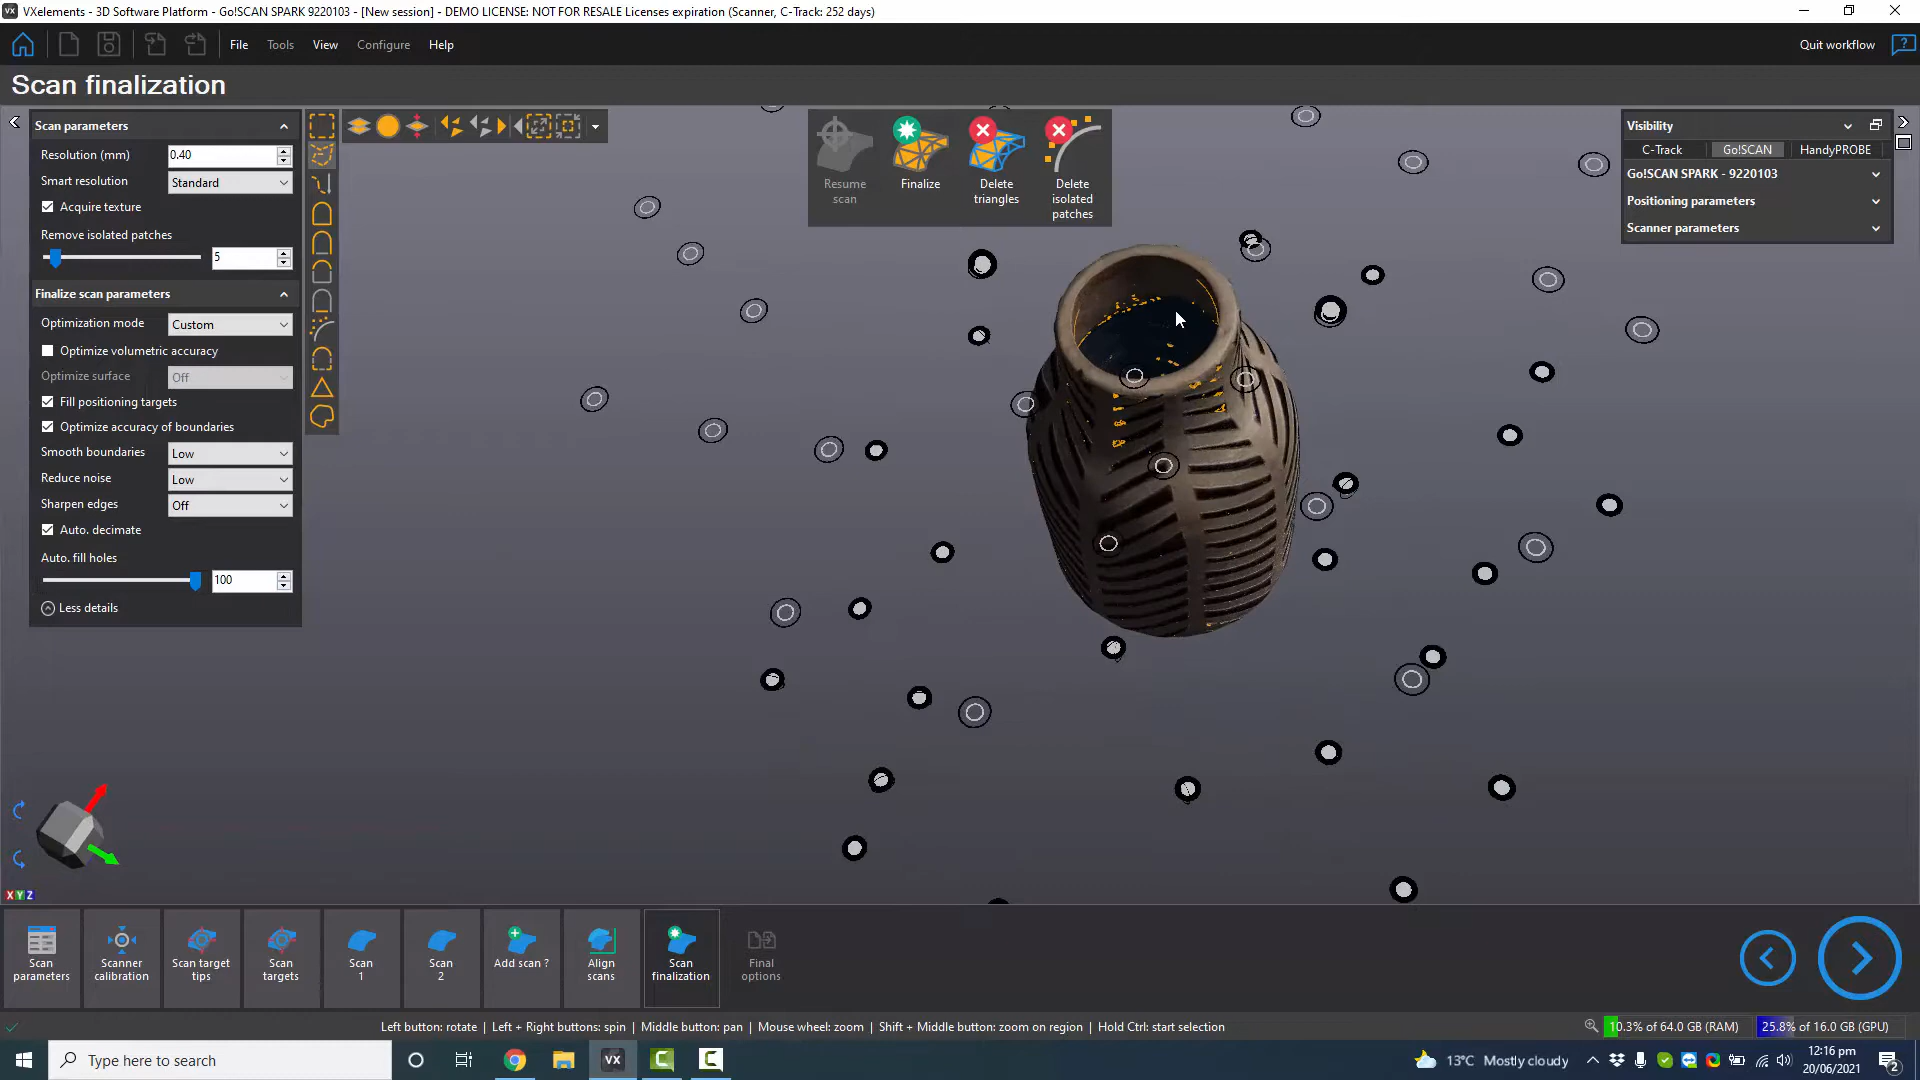 VX VXelements - 3D Software Platform - Go!SCAN SPARK 9220103 - [New session] - DEMO LICENSE: NOT FOR RESALE Licenses expiration (Scanner, C-Track: 252 days)
File Tools View Configure Help Quit workflow
Scan finalization
Scan parameters
Resolution (mm) 0.40
Smart resolution Standard
Acquire texture
Remove isolated patches
5
Finalize scan parameters
Optimization mode Custom
Optimize volumetric accuracy
Optimize surface Off
Fill positioning targets
Optimize accuracy of boundaries
Smooth boundaries Low
Reduce noise Low
Sharpen edges Off
Auto. decimate
Auto. fill holes
100
Less details
Resume scan
Finalize
Delete triangles
Delete isolated patches
Visibility
C-Track Go!SCAN HandyPROBE
Go!SCAN SPARK - 9220103
Positioning parameters
Scanner parameters
X Y Z
Scan parameters
Scanner calibration
Scan target tips
Scan targets
Scan 1
Scan 2
Add scan ?
Align scans
Scan finalization
Final options
Left button: rotate | Left + Right buttons: spin | Middle button: pan | Mouse wheel: zoom | Shift + Middle button: zoom on region | Hold Ctrl: start selection
10.3% of 64.0 GB (RAM) 25.8% of 16.0 GB (GPU)
Type here to search
VX
13°C Mostly cloudy
12:16 pm
20/06/2021
2